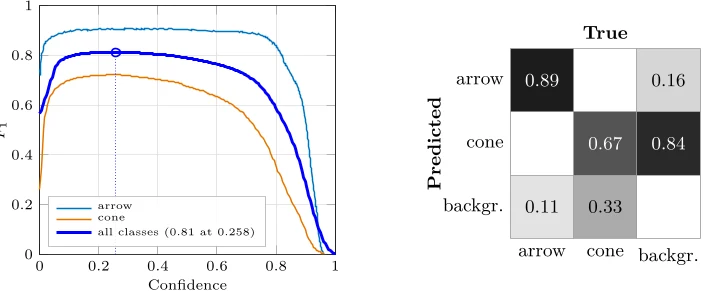 1
0.8
0.6
0.4
0.2
0
0 0.2 0.4 0.6 0.8 1
Confidence
arrow
cone
all classes (0.81 at 0.258)
True
Predicted
arrow 0.89 0.16
cone 0.67 0.84
backgr. 0.11 0.33
arrow cone backgr.